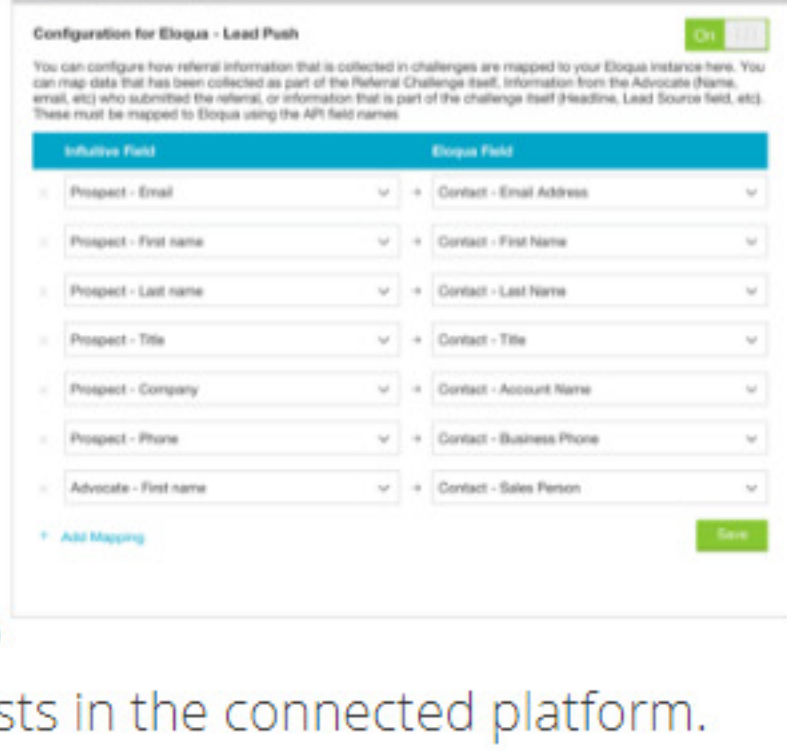 Configuration for Eloqua - Lead Push
On
You can configure how referral information that is collected in challenges are mapped to your Eloqua instance here. You
can map data that has been collected as part of the Referral Challenge itself, Information from the Advocate (Name,
email, etc) who submitted the referral, or information that is part of the challenge itself (Headline, Lead Source field, etc).
These must be mapped to Eloqua using the API field names
Influitive Field Eloqua Field
Prospect - Email → Contact - Email Address
Prospect - First name → Contact - First Name
Prospect - Last name → Contact - Last Name
Prospect - Title → Contact - Title
Prospect - Company → Contact - Account Name
Prospect - Phone → Contact - Business Phone
Advocate - First name → Contact - Sales Person
+ Add Mapping Save
sts in the connected platform.